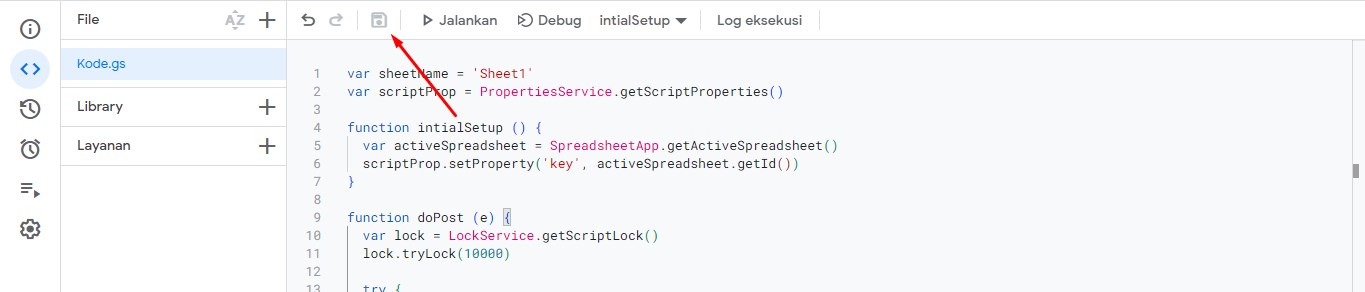 File
AZ
Jalankan
Debug
intialSetup
Log eksekusi
Kode.gs
Library
Layanan
1 var sheetName = 'Sheet1'
2 var scriptProp = PropertiesService.getScriptProperties()
3
4 function intialSetup () {
5 var activeSpreadsheet = SpreadsheetApp.getActiveSpreadsheet()
6 scriptProp.setProperty('key', activeSpreadsheet.getId())
7 }
8
9 function doPost (e) {
10 var lock = LockService.getScriptLock()
11 lock.tryLock(10000)
12
13 try {